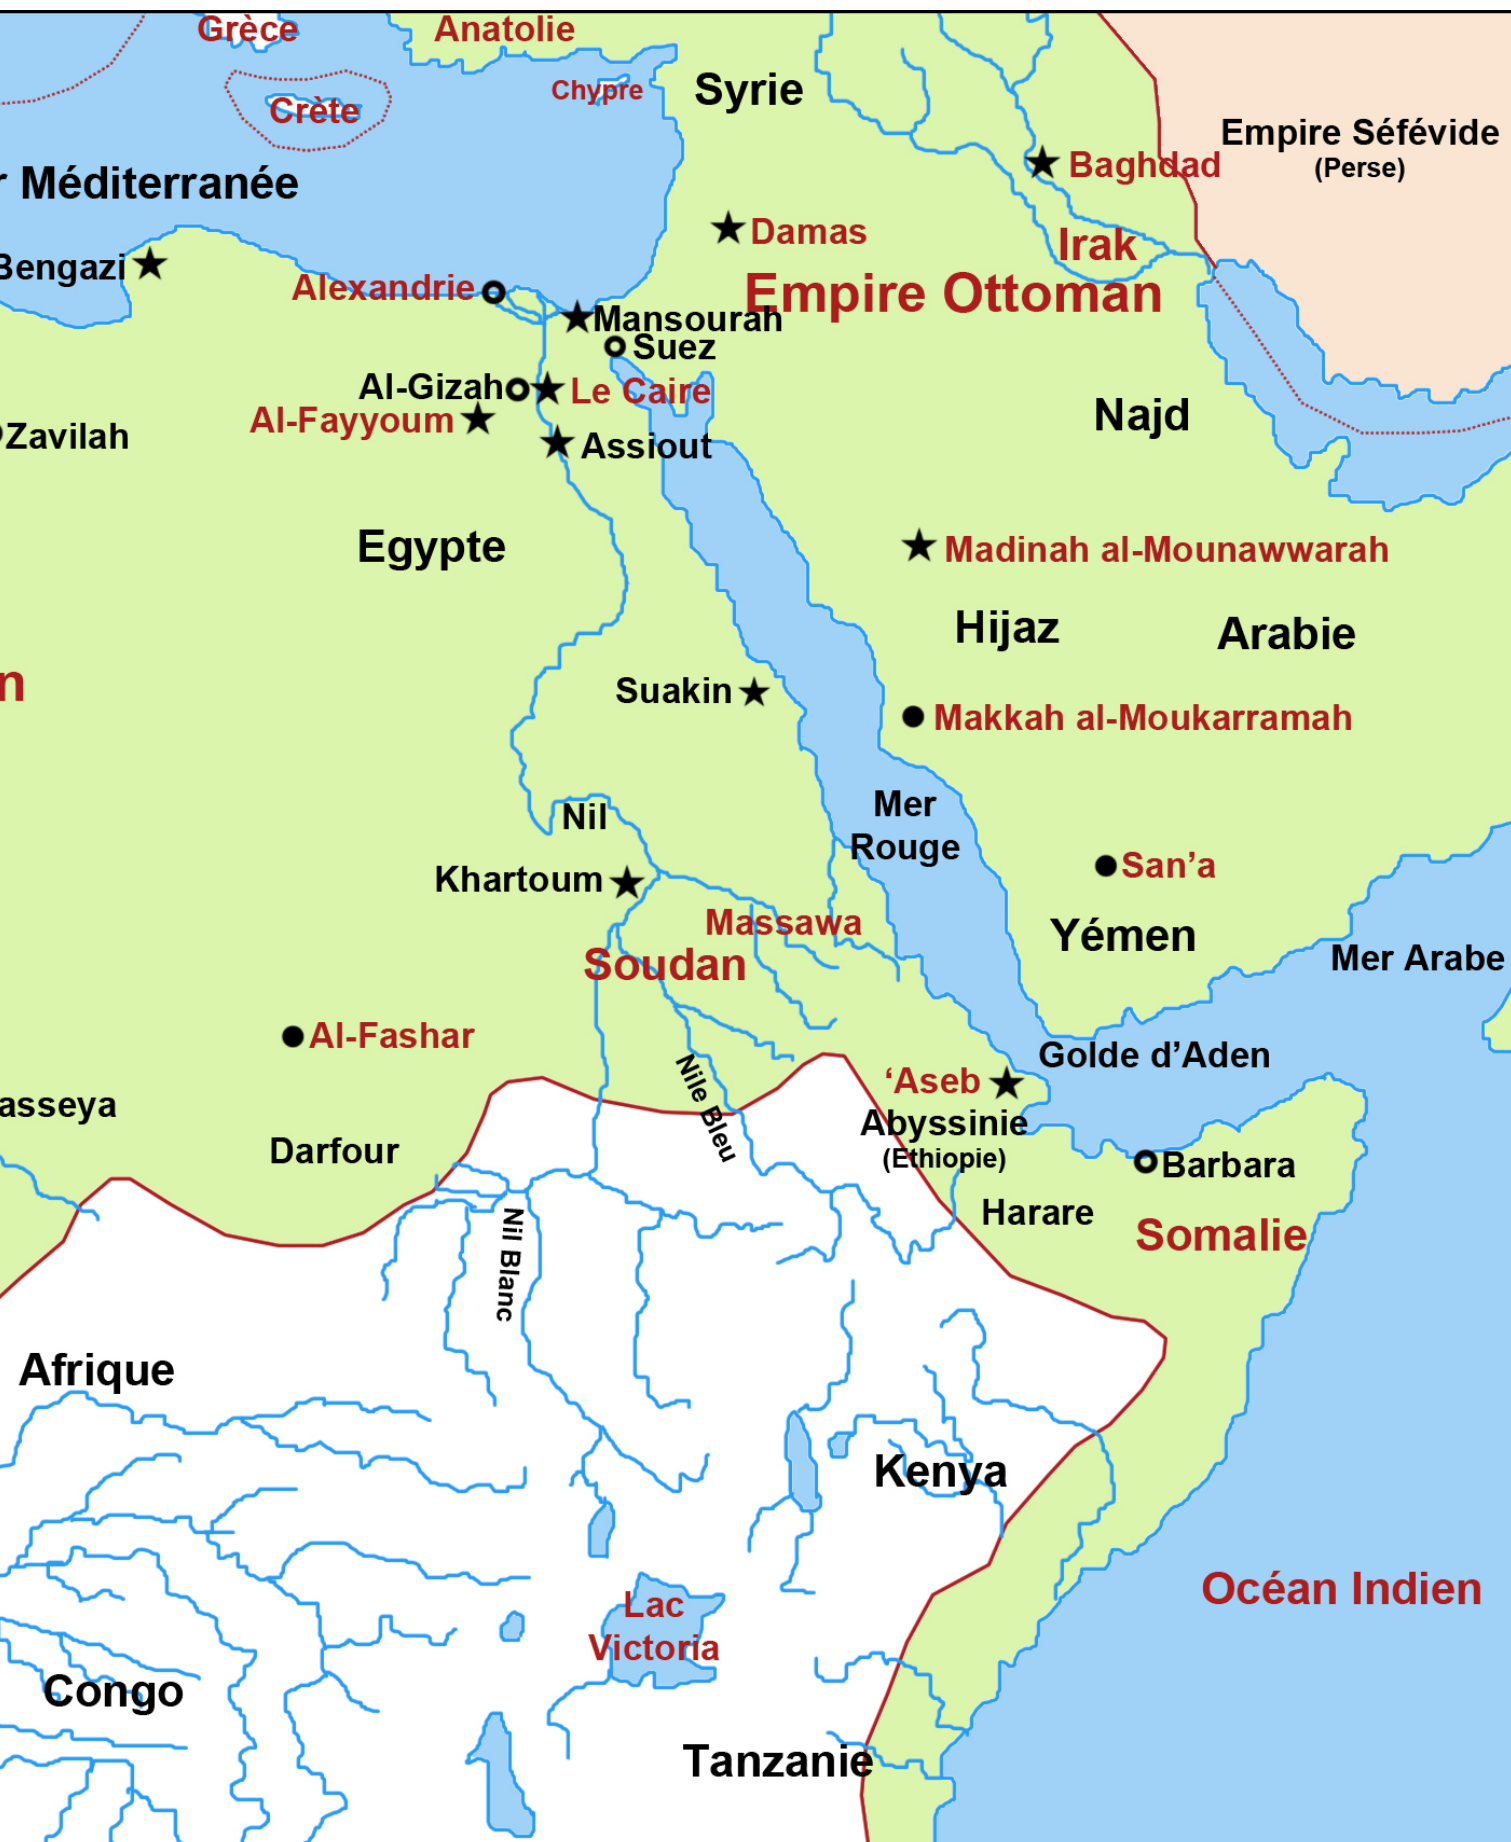 Grèce
Anatolie
Chypre
Syrie
Crète
Empire Séfévide
(Perse)
Baghdad
r Méditerranée
Damas
Irak
Bengazi
Alexandrie
Empire Ottoman
Mansourah
Suez
Al-Gizah
Le Caire
Al-Fayyoum
Najd
Zavilah
Assiout
Egypte
Madinah al-Mounawwarah
Hijaz
Arabie
n
Suakin
Makkah al-Moukarramah
Mer
Rouge
Nil
San’a
Khartoum
Massawa
Yémen
Soudan
Mer Arabe
Al-Fashar
Golde d’Aden
Nile Bleu
‘Aseb
asseya
Abyssinie
(Ethiopie)
Darfour
Barbara
Harare
Somalie
Nil Blanc
Afrique
Kenya
Océan Indien
Lac
Victoria
Congo
Tanzanie